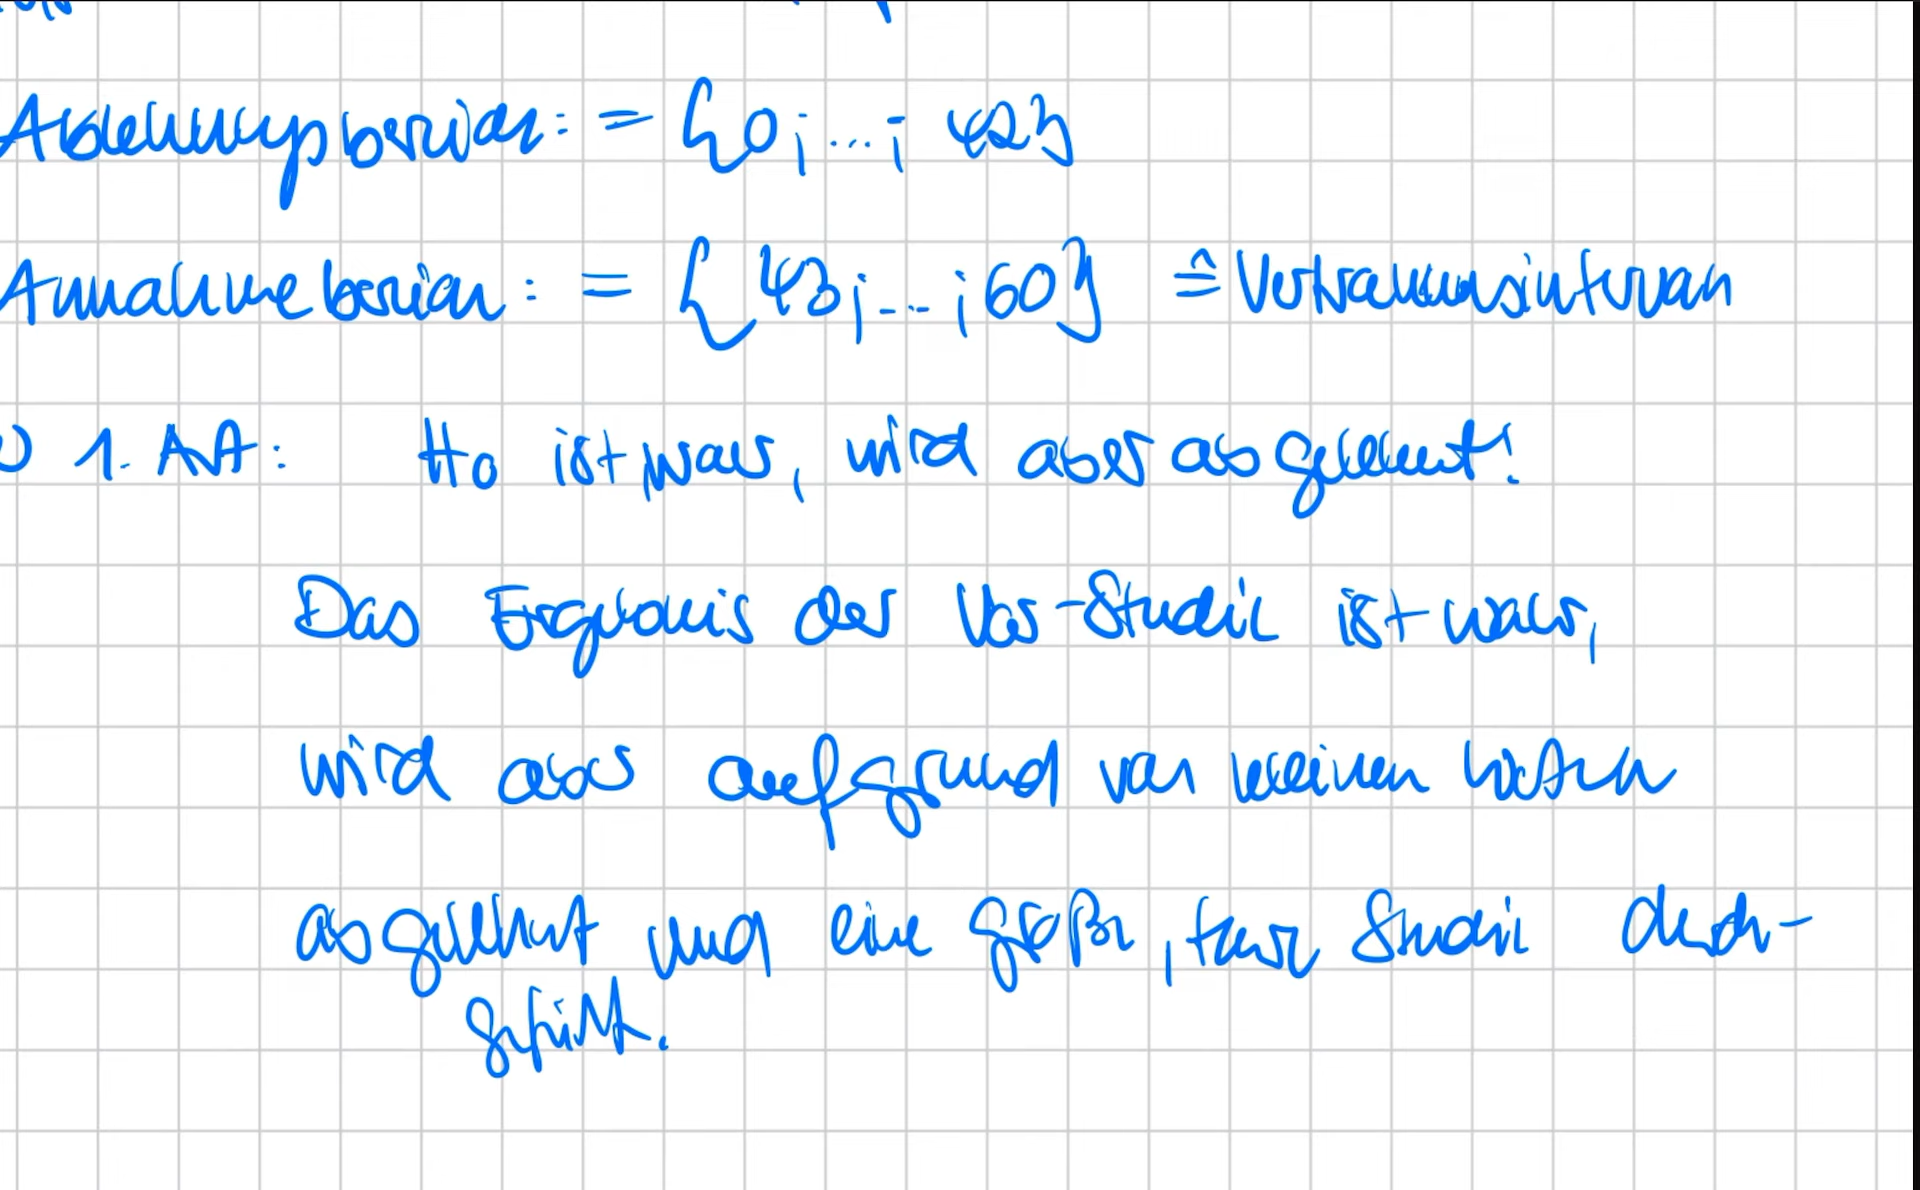 Ablehnungsbereich: = {0;...; 42}
Annahmebereich: = {43;...;60} ≙ Vertrauensintervall
1. Art: H0 ist wahr, wird aber abgelehnt!
Das Ergebnis der Vor-Studie ist wahr,
wird aber aufgrund von kleinen Werten
abgelehnt und eine große, teure Studie durch-
geführt.